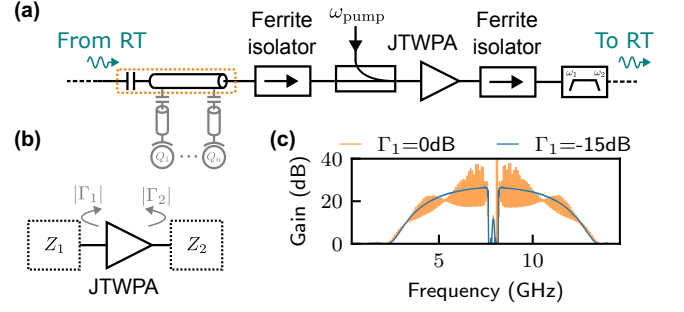 (a)
From RT
Ferrite
isolator
ω_pump
JTWPA
Ferrite
isolator
To RT
ω₁
ω₂
Q₁
...
Qₙ
(b)
|Γ₁|
|Γ₂|
Z₁
Z₂
JTWPA
(c)
Γ₁=0dB
Γ₁=-15dB
Gain (dB)
40
20
0
5
10
Frequency (GHz)